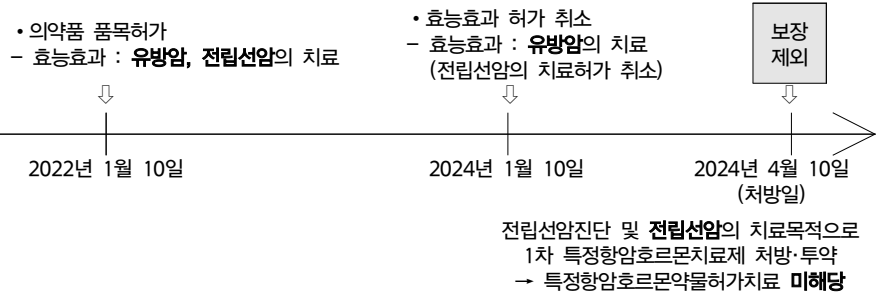 • 의약품 품목허가
− 효능효과 : 유방암, 전립선암의 치료
• 효능효과 허가 취소
− 효능효과 : 유방암의 치료
(전립선암의 치료허가 취소)
보장
제외
2022년 1월 10일
2024년 1월 10일
2024년 4월 10일
(처방일)
전립선암진단 및 전립선암의 치료목적으로
1차 특정항암호르몬치료제 처방·투약
→ 특정항암호르몬약물허가치료 미해당